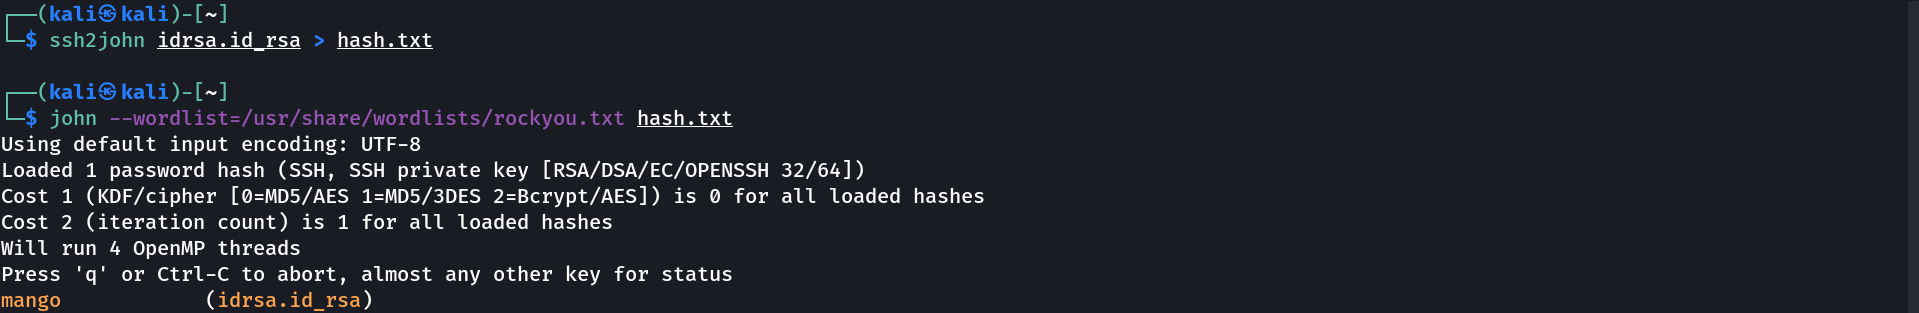 ┌──(kali㉿kali)-[~]
└─$ ssh2john idrsa.id_rsa > hash.txt
┌──(kali㉿kali)-[~]
└─$ john --wordlist=/usr/share/wordlists/rockyou.txt hash.txt
Using default input encoding: UTF-8
Loaded 1 password hash (SSH, SSH private key [RSA/DSA/EC/OPENSSH 32/64])
Cost 1 (KDF/cipher [0=MD5/AES 1=MD5/3DES 2=Bcrypt/AES]) is 0 for all loaded hashes
Cost 2 (iteration count) is 1 for all loaded hashes
Will run 4 OpenMP threads
Press 'q' or Ctrl-C to abort, almost any other key for status
mango            (idrsa.id_rsa)